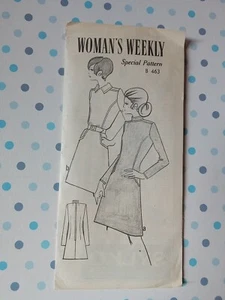 WOMAN'S WEEKLY
Special Pattern
B 463